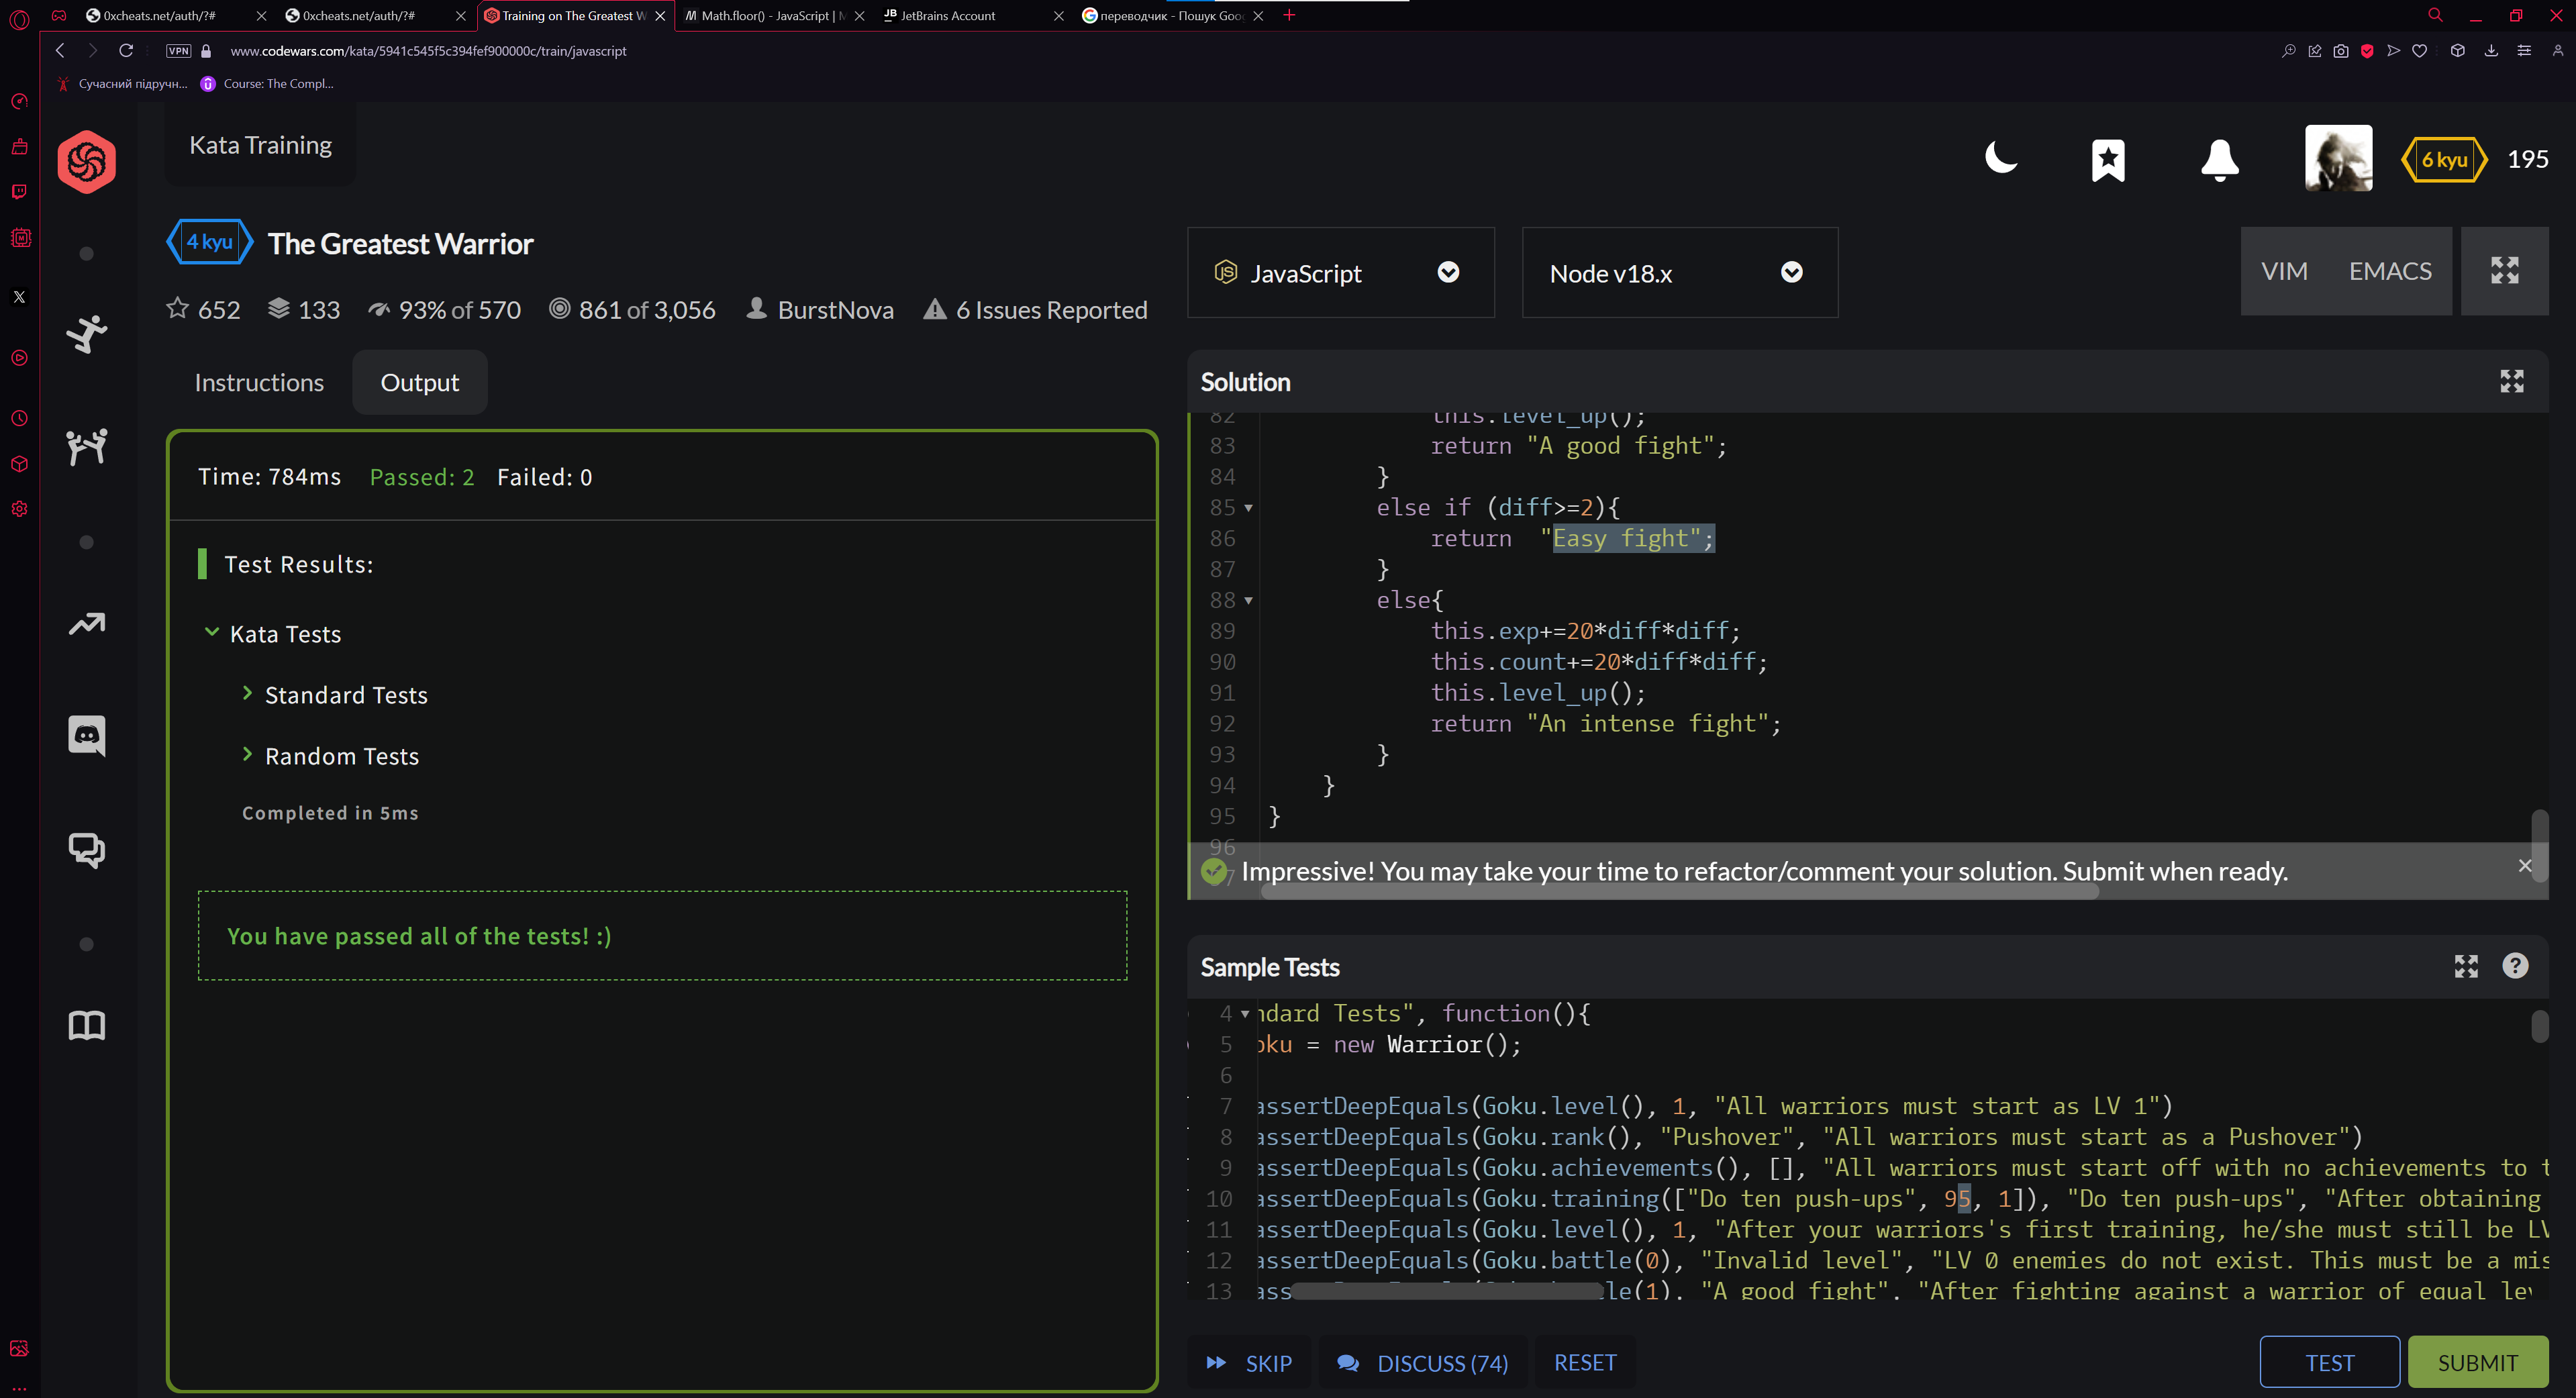 0xcheats.net/auth/?#
0xcheats.net/auth/?#
Training on The Greatest W
Math.floor() - JavaScript | M
JB JetBrains Account
переводчик - Пошук Goo
VPN www.codewars.com/kata/5941c545f5c394fef900000c/train/javascript
Сучасний підручн...
Course: The Compl...
Kata Training
6 kyu 195
4 kyu The Greatest Warrior
652 133 93% of 570 861 of 3,056 BurstNova 6 Issues Reported
JavaScript
Node v18.x
VIM EMACS
Instructions Output
Time: 784ms Passed: 2 Failed: 0
Test Results:
Kata Tests
Standard Tests
Random Tests
Completed in 5ms
You have passed all of the tests! :)
Solution
82 this.level_up();
83 return "A good fight";
84 }
85 else if (diff>=2){
86 return "Easy fight";
87 }
88 else{
89 this.exp+=20*diff*diff;
90 this.count+=20*diff*diff;
91 this.level_up();
92 return "An intense fight";
93 }
94 }
95 }
96
Impressive! You may take your time to refactor/comment your solution. Submit when ready.
Sample Tests
4 ndard Tests", function(){
5 oku = new Warrior();
6
7 assertDeepEquals(Goku.level(), 1, "All warriors must start as LV 1")
8 assertDeepEquals(Goku.rank(), "Pushover", "All warriors must start as a Pushover")
9 assertDeepEquals(Goku.achievements(), [], "All warriors must start off with no achievements to t
10 assertDeepEquals(Goku.training(["Do ten push-ups", 95, 1]), "Do ten push-ups", "After obtaining
11 assertDeepEquals(Goku.level(), 1, "After your warriors's first training, he/she must still be LV
12 assertDeepEquals(Goku.battle(0), "Invalid level", "LV 0 enemies do not exist. This must be a mis
13 ass le(1), "A good fight", "After fighting against a warrior of equal lev
SKIP DISCUSS (74) RESET
TEST SUBMIT